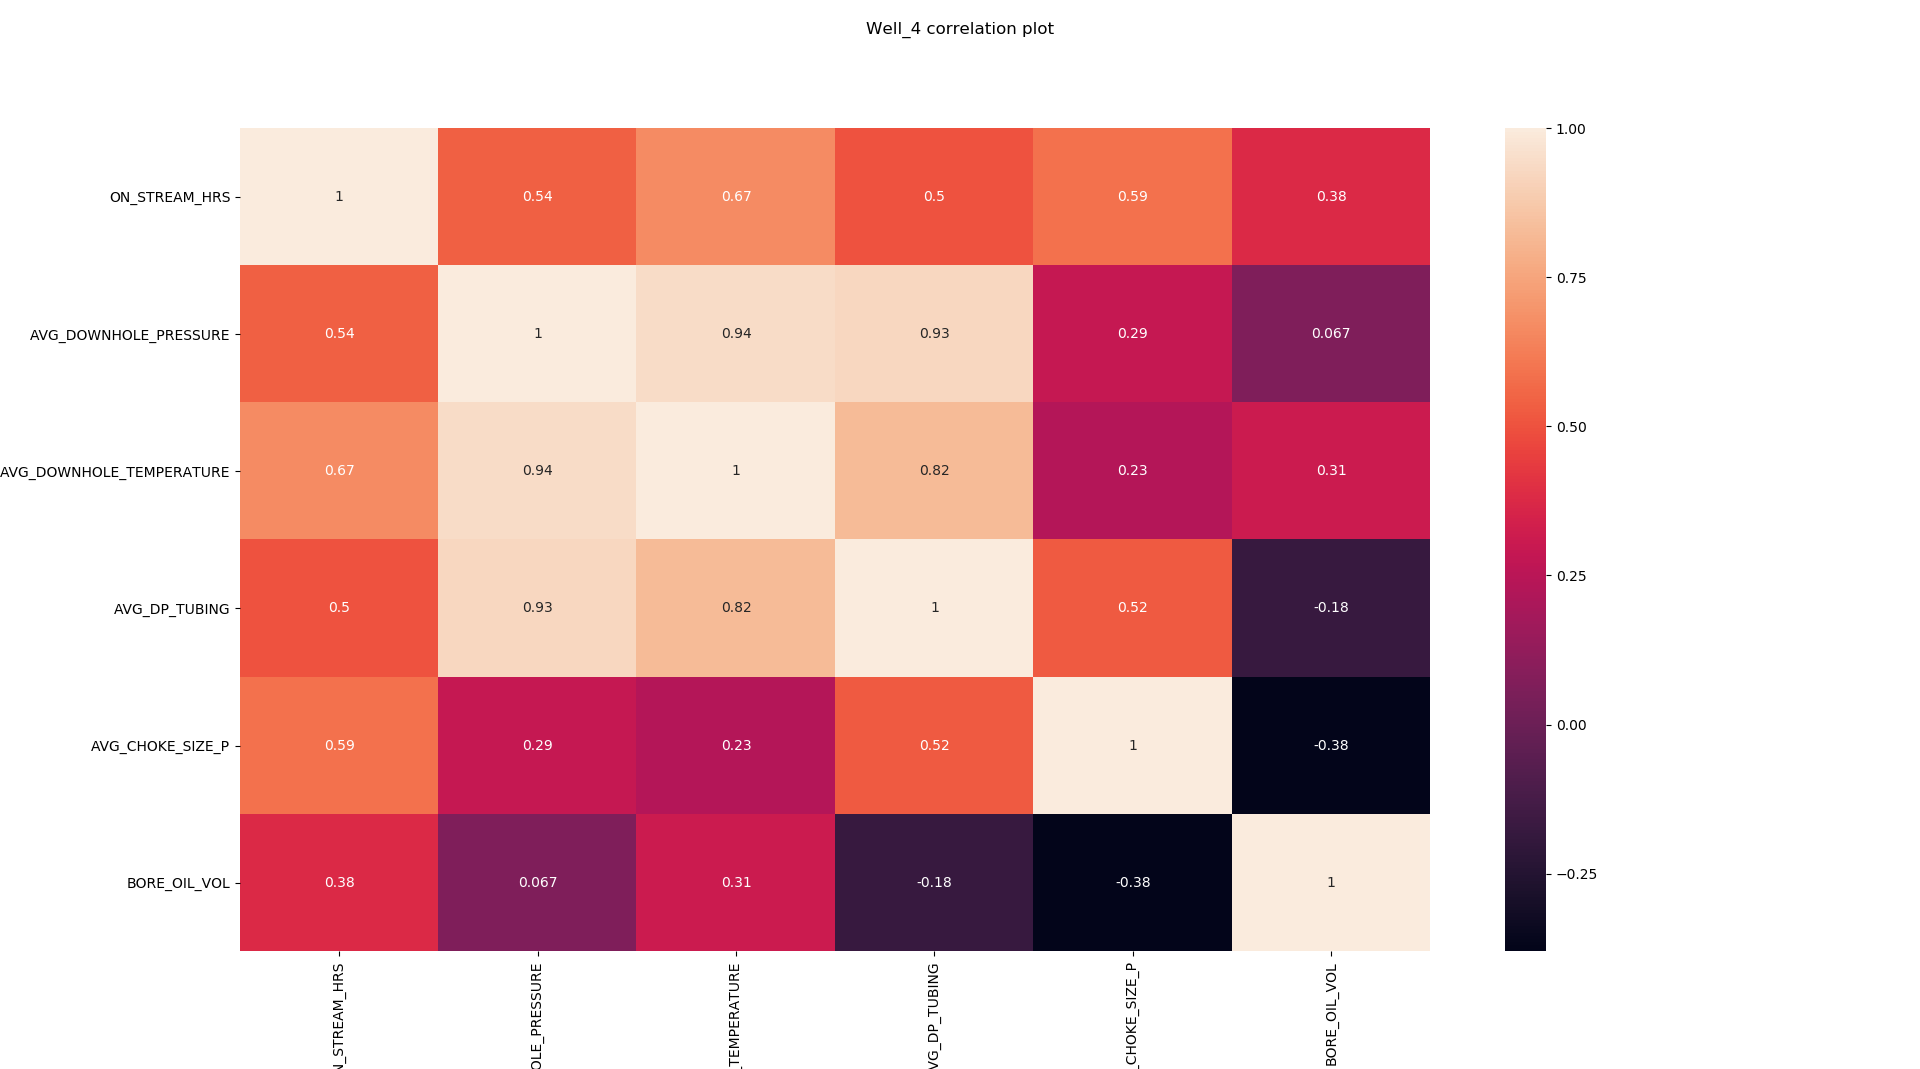 Well_4 correlation plot
ON_STREAM_HRS 1 0.54 0.67 0.5 0.59 0.38
AVG_DOWNHOLE_PRESSURE 0.54 1 0.94 0.93 0.29 0.067
AVG_DOWNHOLE_TEMPERATURE 0.67 0.94 1 0.82 0.23 0.31
AVG_DP_TUBING 0.5 0.93 0.82 1 0.52 -0.18
AVG_CHOKE_SIZE_P 0.59 0.29 0.23 0.52 1 -0.38
BORE_OIL_VOL 0.38 0.067 0.31 -0.18 -0.38 1
N_STREAM_HRS
OLE_PRESSURE
_TEMPERATURE
VG_DP_TUBING
_CHOKE_SIZE_P
BORE_OIL_VOL
1.00
0.75
0.50
0.25
0.00
−0.25